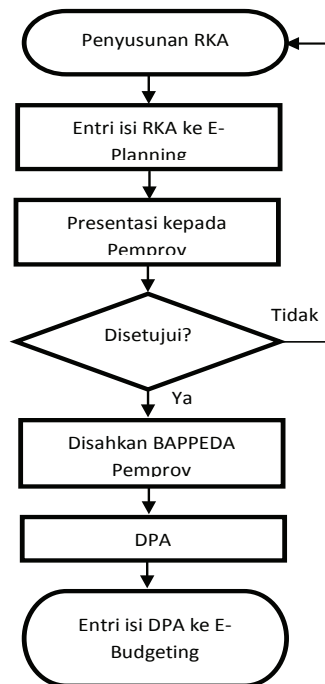 Penyusunan RKA
Entri isi RKA ke E-
Planning
Presentasi kepada
Pemprov
Disetujui?
Tidak
Ya
Disahkan BAPPEDA
Pemprov
DPA
Entri isi DPA ke E-
Budgeting